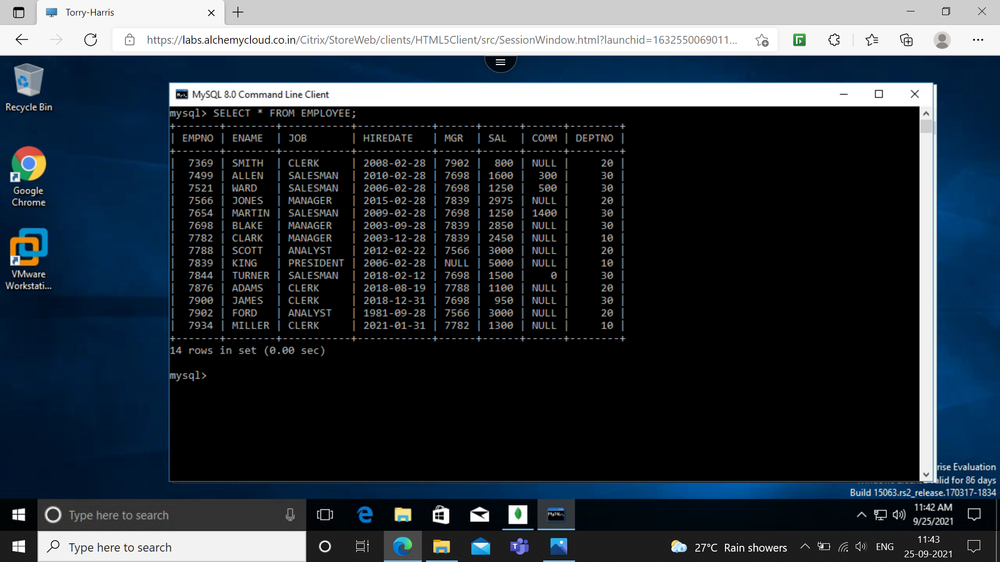 Torry-Harris
https://labs.alchemycloud.co.in/Citrix/StoreWeb/clients/HTML5Client/src/SessionWindow.html?launchid=1632550069011...
Recycle Bin
Google
Chrome
VMware
Workstati...
MySQL 8.0 Command Line Client
mysql> SELECT * FROM EMPLOYEE;
+-------+--------+-----------+------------+------+------+------+--------+
| EMPNO | ENAME  | JOB       | HIREDATE   | MGR  | SAL  | COMM | DEPTNO |
+-------+--------+-----------+------------+------+------+------+--------+
|  7369 | SMITH  | CLERK     | 2008-02-28 | 7902 |  800 | NULL |     20 |
|  7499 | ALLEN  | SALESMAN  | 2010-02-28 | 7698 | 1600 |  300 |     30 |
|  7521 | WARD   | SALESMAN  | 2006-02-28 | 7698 | 1250 |  500 |     30 |
|  7566 | JONES  | MANAGER   | 2015-02-28 | 7839 | 2975 | NULL |     20 |
|  7654 | MARTIN | SALESMAN  | 2009-02-28 | 7698 | 1250 | 1400 |     30 |
|  7698 | BLAKE  | MANAGER   | 2003-09-28 | 7839 | 2850 | NULL |     30 |
|  7782 | CLARK  | MANAGER   | 2003-12-28 | 7839 | 2450 | NULL |     10 |
|  7788 | SCOTT  | ANALYST   | 2012-02-22 | 7566 | 3000 | NULL |     20 |
|  7839 | KING   | PRESIDENT | 2006-02-28 | NULL | 5000 | NULL |     10 |
|  7844 | TURNER | SALESMAN  | 2018-02-12 | 7698 | 1500 |    0 |     30 |
|  7876 | ADAMS  | CLERK     | 2018-08-19 | 7788 | 1100 | NULL |     20 |
|  7900 | JAMES  | CLERK     | 2018-12-31 | 7698 |  950 | NULL |     30 |
|  7902 | FORD   | ANALYST   | 1981-09-28 | 7566 | 3000 | NULL |     20 |
|  7934 | MILLER | CLERK     | 2021-01-31 | 7782 | 1300 | NULL |     10 |
+-------+--------+-----------+------------+------+------+------+--------+
14 rows in set (0.00 sec)
mysql>
rise Evaluation
alid for 86 days
Build 15063.rs2_release.170317-1834
Type here to search
11:42 AM
9/25/2021
Type here to search
27°C Rain showers
ENG
11:43
25-09-2021